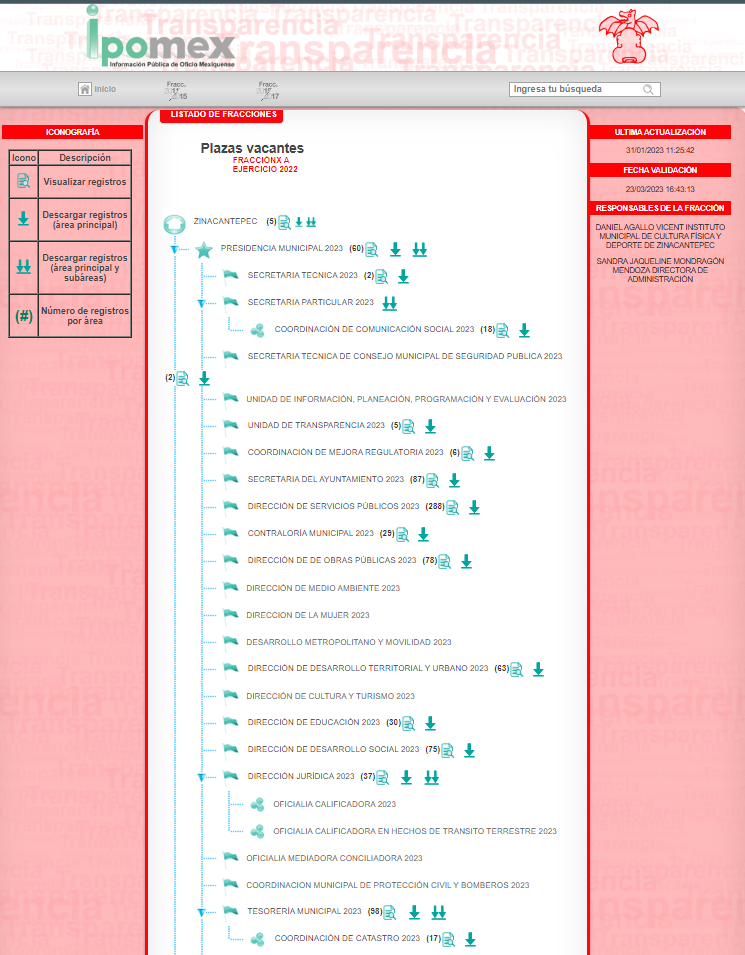 ipomex
Información Pública de Oficio Mexiquense
Inicio
Fracc.
Fracc.
Ingresa tu búsqueda
ICONOGRAFÍA
Icono
Descripción
Visualizar registros
Descargar registros
(área principal)
Descargar registros
(área principal y
subáreas)
(#)
Número de registros
por área
LISTADO DE FRACCIONES
Plazas vacantes
FRACCIÓNX A
EJERCICIO 2022
ZINACANTEPEC (5)
PRESIDENCIA MUNICIPAL 2023 (60)
SECRETARIA TECNICA 2023 (2)
SECRETARIA PARTICULAR 2023
COORDINACIÓN DE COMUNICACIÓN SOCIAL 2023 (18)
SECRETARIA TECNICA DE CONSEJO MUNICIPAL DE SEGURIDAD PUBLICA 2023
(2)
UNIDAD DE INFORMACIÓN, PLANEACIÓN, PROGRAMACIÓN Y EVALUACIÓN 2023
UNIDAD DE TRANSPARENCIA 2023 (5)
COORDINACIÓN DE MEJORA REGULATORIA 2023 (6)
SECRETARIA DEL AYUNTAMIENTO 2023 (87)
DIRECCIÓN DE SERVICIOS PÚBLICOS 2023 (288)
CONTRALORÍA MUNICIPAL 2023 (29)
DIRECCIÓN DE DE OBRAS PÚBLICAS 2023 (78)
DIRECCIÓN DE MEDIO AMBIENTE 2023
DIRECCION DE LA MUJER 2023
DESARROLLO METROPOLITANO Y MOVILIDAD 2023
DIRECCIÓN DE DESARROLLO TERRITORIAL Y URBANO 2023 (63)
DIRECCIÓN DE CULTURA Y TURISMO 2023
DIRECCIÓN DE EDUCACIÓN 2023 (30)
DIRECCIÓN DE DESARROLLO SOCIAL 2023 (75)
DIRECCIÓN JURÍDICA 2023 (37)
OFICIALIA CALIFICADORA 2023
OFICIALIA CALIFICADORA EN HECHOS DE TRANSITO TERRESTRE 2023
OFICIALIA MEDIADORA CONCILIADORA 2023
COORDINACION MUNICIPAL DE PROTECCIÓN CIVIL Y BOMBEROS 2023
TESORERÍA MUNICIPAL 2023 (98)
COORDINACIÓN DE CATASTRO 2023 (17)
ULTIMA ACTUALIZACIÓN
31/01/2023 11:25:42
FECHA VALIDACIÓN
23/03/2023 16:43:13
RESPONSABLES DE LA FRACCIÓN
DANIEL AGALLO VICENT INSTITUTO
MUNICIPAL DE CULTURA FÍSICA Y
DEPORTE DE ZINACANTEPEC
SANDRA JAQUELINE MONDRAGÓN
MENDOZA DIRECTORA DE
ADMINISTRACIÓN